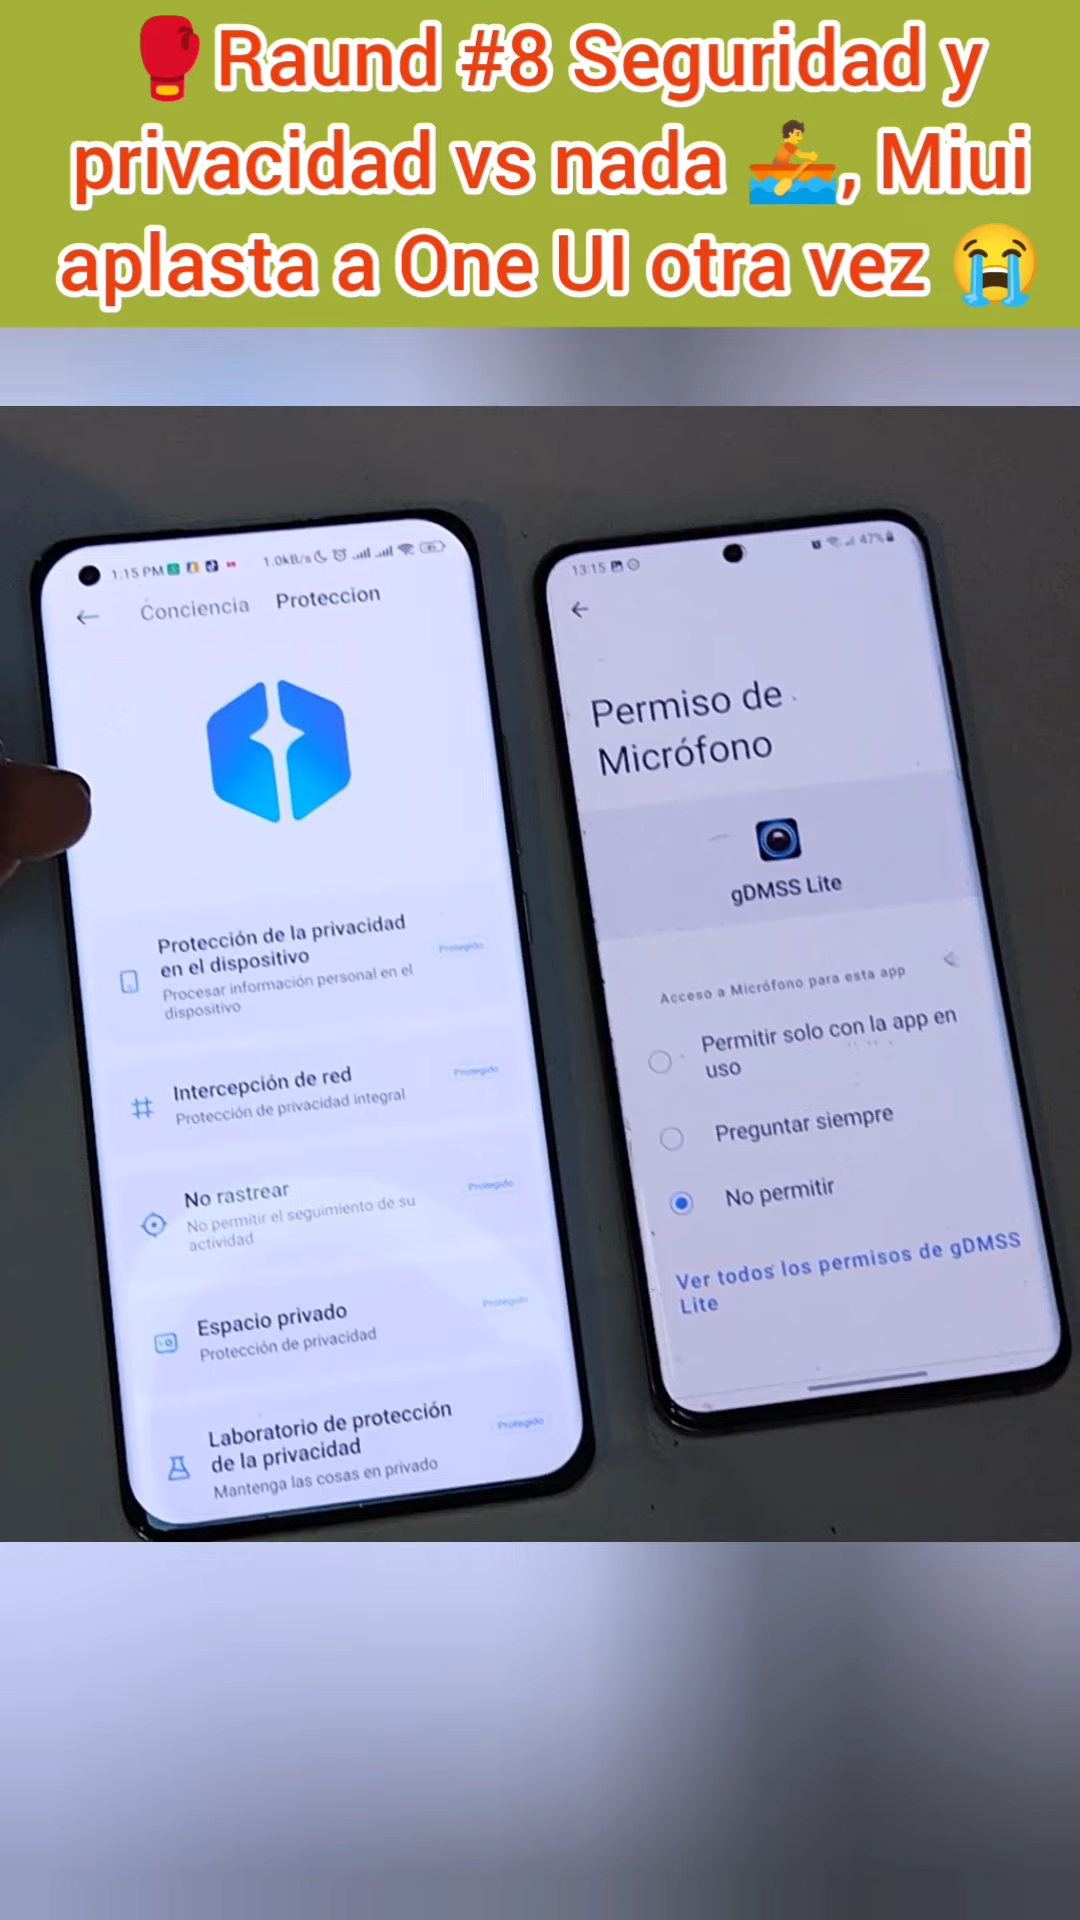 🥊Raund #8 Seguridad y
privacidad vs nada 🚣, Miui
aplasta a One UI otra vez 😭
1:15 PM
1.0kB/s
Conciencia Proteccion
Protección de la privacidad
en el dispositivo
Procesar información personal en el
dispositivo
Protegido
Intercepción de red
Protección de privacidad integral
Protegido
No rastrear
No permitir el seguimiento de su
actividad
Protegido
Espacio privado
Protección de privacidad
Protegido
Laboratorio de protección
de la privacidad
Mantenga las cosas en privado
Protegido
13:15
47%
Permiso de
Micrófono
gDMSS Lite
Acceso a Micrófono para esta app
Permitir solo con la app en
uso
Preguntar siempre
No permitir
Ver todos los permisos de gDMSS
Lite